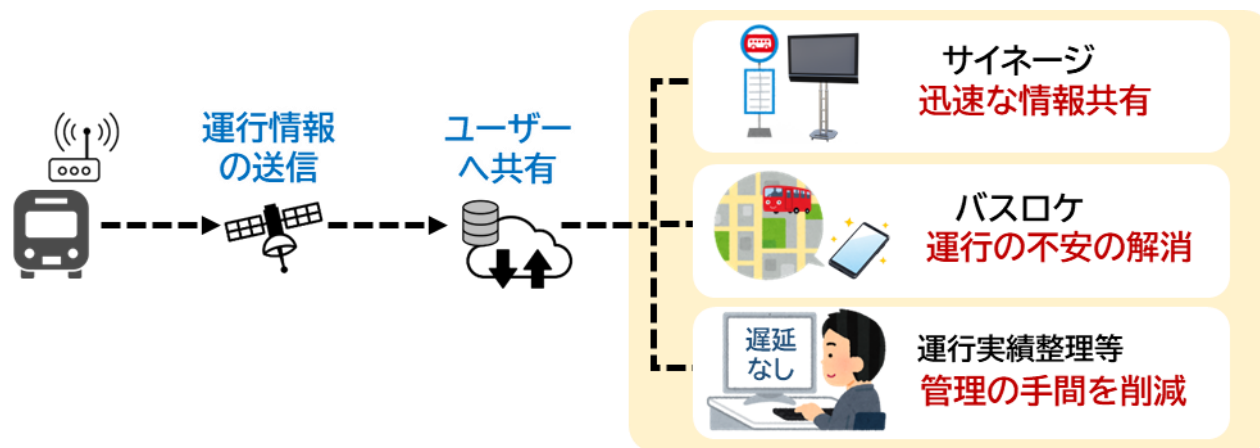 運行情報
の送信
ユーザー
へ共有
サイネージ
迅速な情報共有
バスロケ
運行の不安の解消
遅延
なし
運行実績整理等
管理の手間を削減